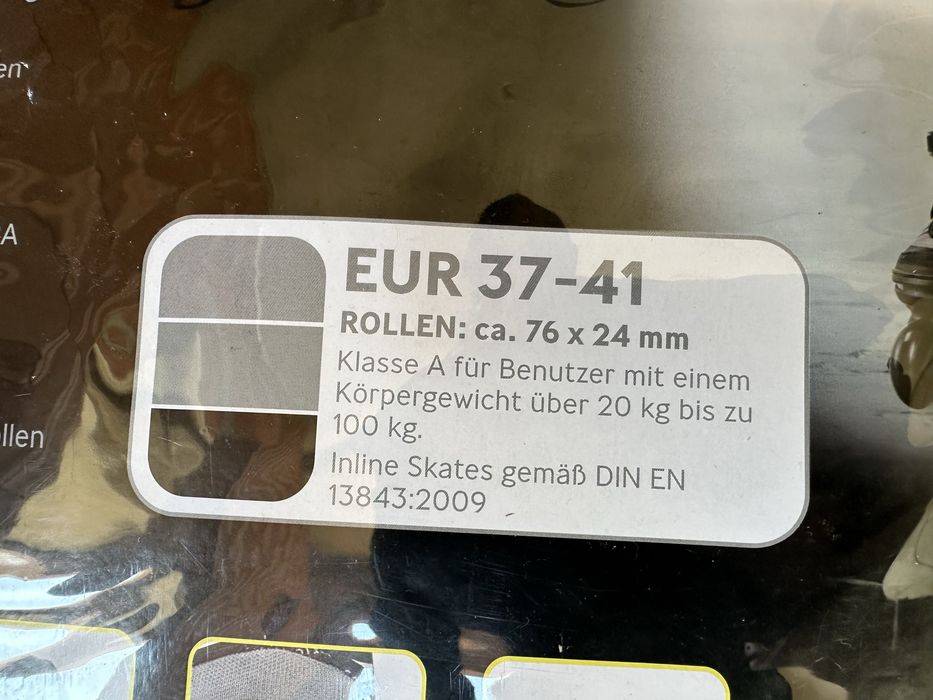 EUR 37-41
ROLLEN: ca. 76 x 24 mm
Klasse A für Benutzer mit einem
Körpergewicht über 20 kg bis zu
100 kg.
Inline Skates gemäß DIN EN
13843:2009